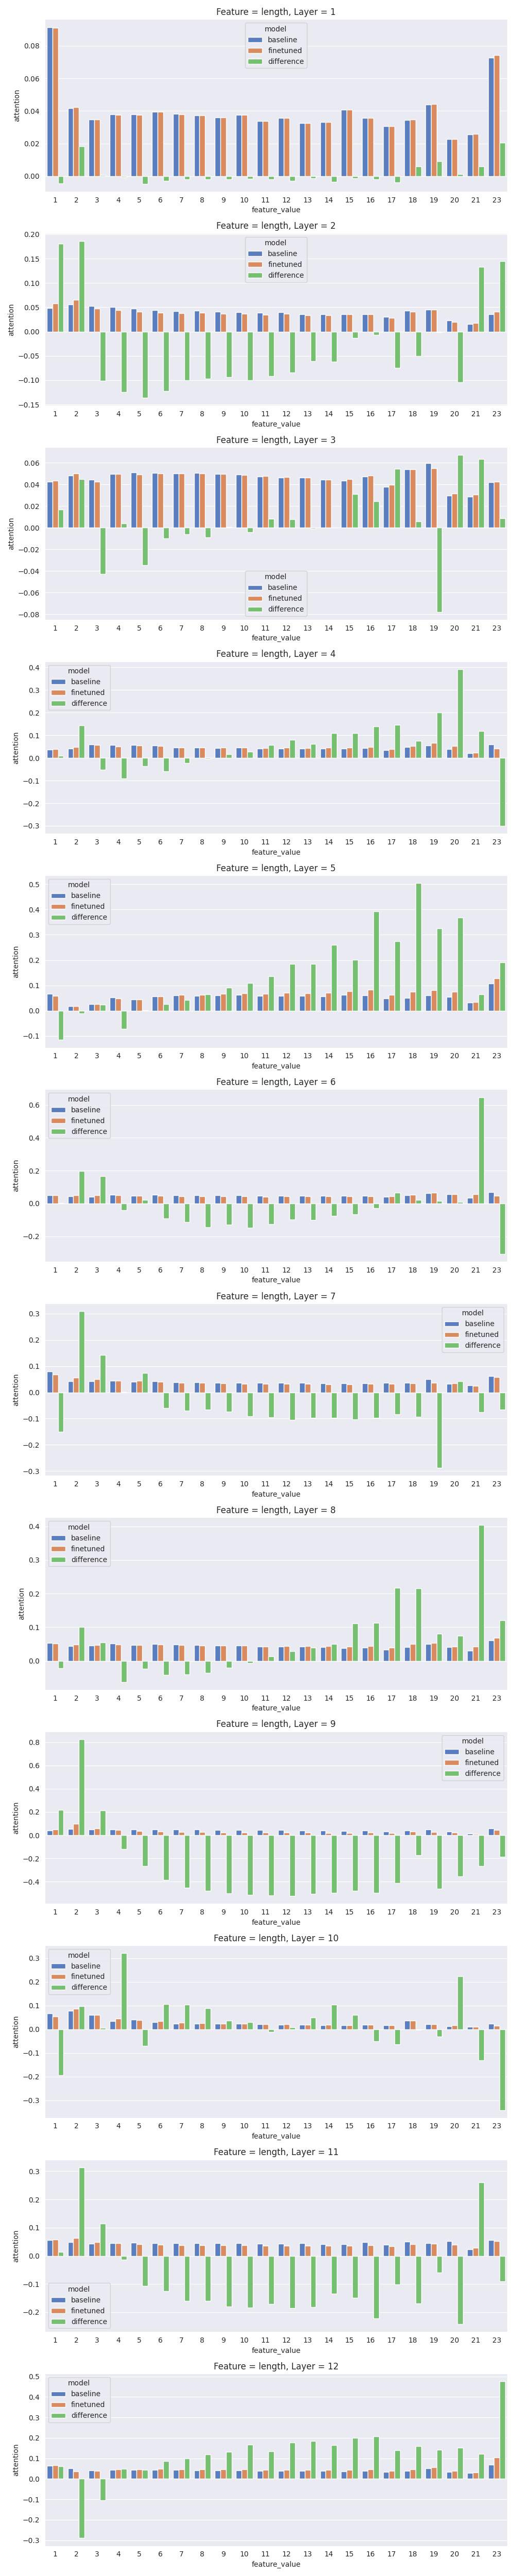 Feature = length, Layer = 1
model
baseline
finetuned
difference
0.08
0.06
0.04
0.02
0.00
attention
1 2 3 4 5 6 7 8 9 10 11 12 13 14 15 16 17 18 19 20 21 23
feature_value
Feature = length, Layer = 2
model
baseline
finetuned
difference
0.20
0.15
0.10
0.05
0.00
−0.05
−0.10
−0.15
attention
1 2 3 4 5 6 7 8 9 10 11 12 13 14 15 16 17 18 19 20 21 23
feature_value
Feature = length, Layer = 3
0.06
0.04
0.02
0.00
−0.02
−0.04
−0.06
−0.08
attention
model
baseline
finetuned
difference
1 2 3 4 5 6 7 8 9 10 11 12 13 14 15 16 17 18 19 20 21 23
feature_value
Feature = length, Layer = 4
model
baseline
finetuned
difference
0.4
0.3
0.2
0.1
0.0
−0.1
−0.2
−0.3
attention
1 2 3 4 5 6 7 8 9 10 11 12 13 14 15 16 17 18 19 20 21 23
feature_value
Feature = length, Layer = 5
model
baseline
finetuned
difference
0.5
0.4
0.3
0.2
0.1
0.0
−0.1
attention
1 2 3 4 5 6 7 8 9 10 11 12 13 14 15 16 17 18 19 20 21 23
feature_value
Feature = length, Layer = 6
model
baseline
finetuned
difference
0.6
0.4
0.2
0.0
−0.2
attention
1 2 3 4 5 6 7 8 9 10 11 12 13 14 15 16 17 18 19 20 21 23
feature_value
Feature = length, Layer = 7
model
baseline
finetuned
difference
0.3
0.2
0.1
0.0
−0.1
−0.2
−0.3
attention
1 2 3 4 5 6 7 8 9 10 11 12 13 14 15 16 17 18 19 20 21 23
feature_value
Feature = length, Layer = 8
model
baseline
finetuned
difference
0.4
0.3
0.2
0.1
0.0
attention
1 2 3 4 5 6 7 8 9 10 11 12 13 14 15 16 17 18 19 20 21 23
feature_value
Feature = length, Layer = 9
model
baseline
finetuned
difference
0.8
0.6
0.4
0.2
0.0
−0.2
−0.4
attention
1 2 3 4 5 6 7 8 9 10 11 12 13 14 15 16 17 18 19 20 21 23
feature_value
Feature = length, Layer = 10
model
baseline
finetuned
difference
0.3
0.2
0.1
0.0
−0.1
−0.2
−0.3
attention
1 2 3 4 5 6 7 8 9 10 11 12 13 14 15 16 17 18 19 20 21 23
feature_value
Feature = length, Layer = 11
0.3
0.2
0.1
0.0
−0.1
−0.2
attention
model
baseline
finetuned
difference
1 2 3 4 5 6 7 8 9 10 11 12 13 14 15 16 17 18 19 20 21 23
feature_value
Feature = length, Layer = 12
model
baseline
finetuned
difference
0.5
0.4
0.3
0.2
0.1
0.0
−0.1
−0.2
−0.3
attention
1 2 3 4 5 6 7 8 9 10 11 12 13 14 15 16 17 18 19 20 21 23
feature_value